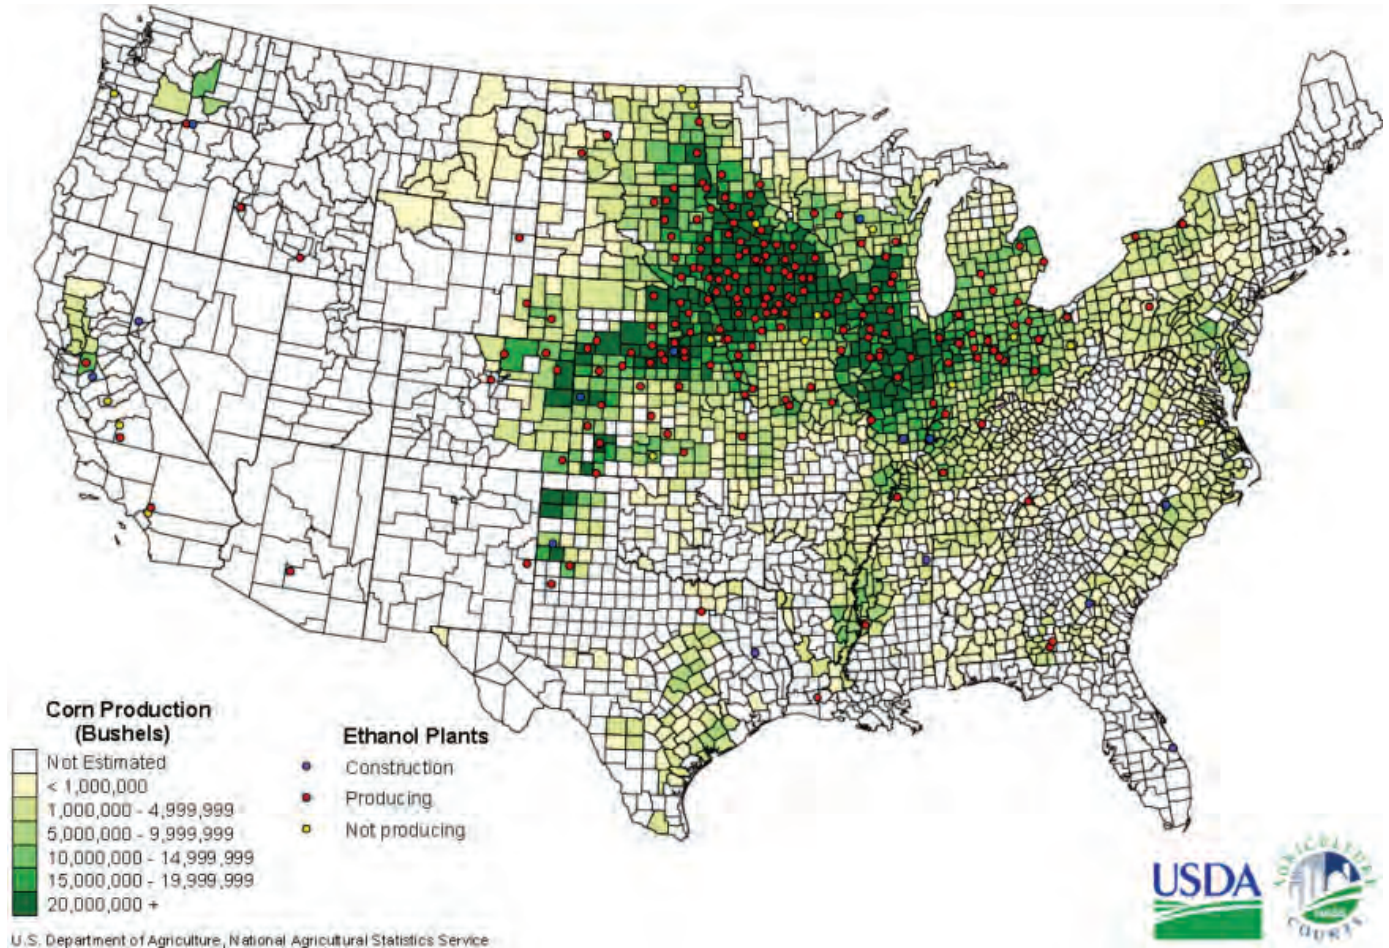 Corn Production
(Bushels)
Not Estimated
< 1,000,000
1,000,000 - 4,999,999
5,000,000 - 9,999,999
10,000,000 - 14,999,999
15,000,000 - 19,999,999
20,000,000 +
Ethanol Plants
Construction
Producing
Not producing
U.S. Department of Agriculture, National Agricultural Statistics Service
USDA
AGRICULTURE
COUNTS